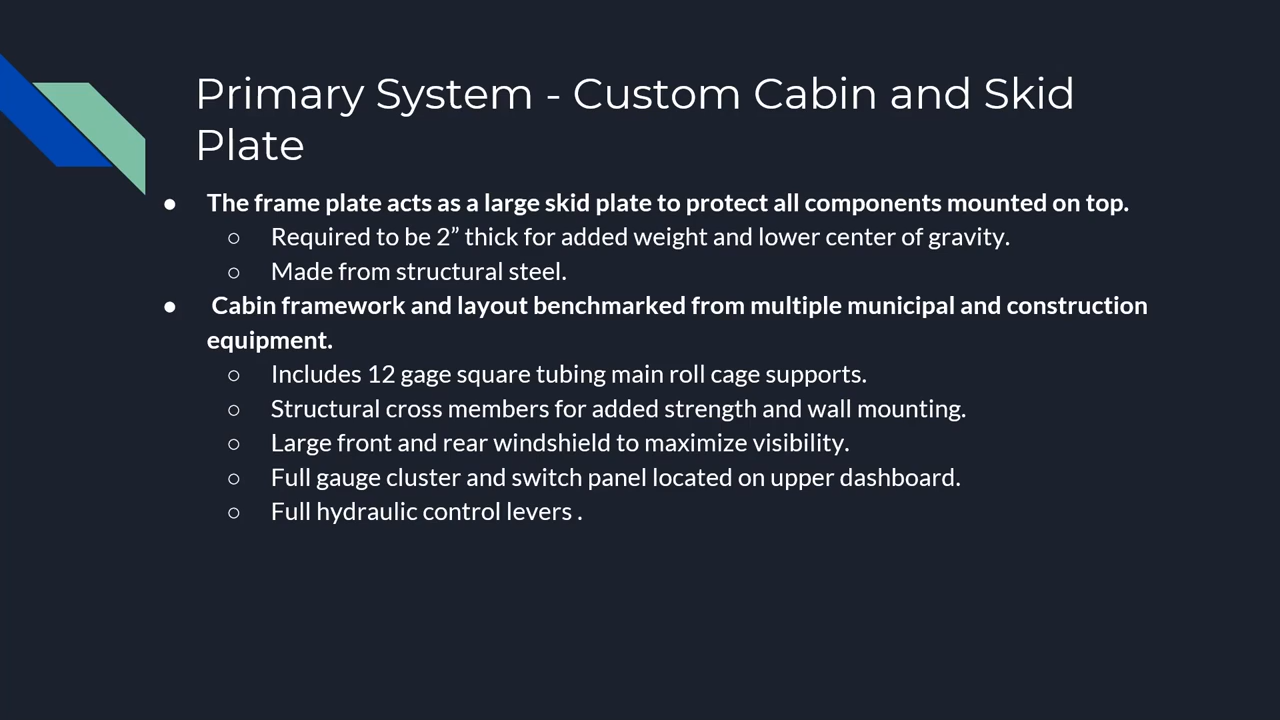 Primary System - Custom Cabin and Skid
Plate
● The frame plate acts as a large skid plate to protect all components mounted on top.
○ Required to be 2” thick for added weight and lower center of gravity.
○ Made from structural steel.
● Cabin framework and layout benchmarked from multiple municipal and construction
equipment.
○ Includes 12 gage square tubing main roll cage supports.
○ Structural cross members for added strength and wall mounting.
○ Large front and rear windshield to maximize visibility.
○ Full gauge cluster and switch panel located on upper dashboard.
○ Full hydraulic control levers .